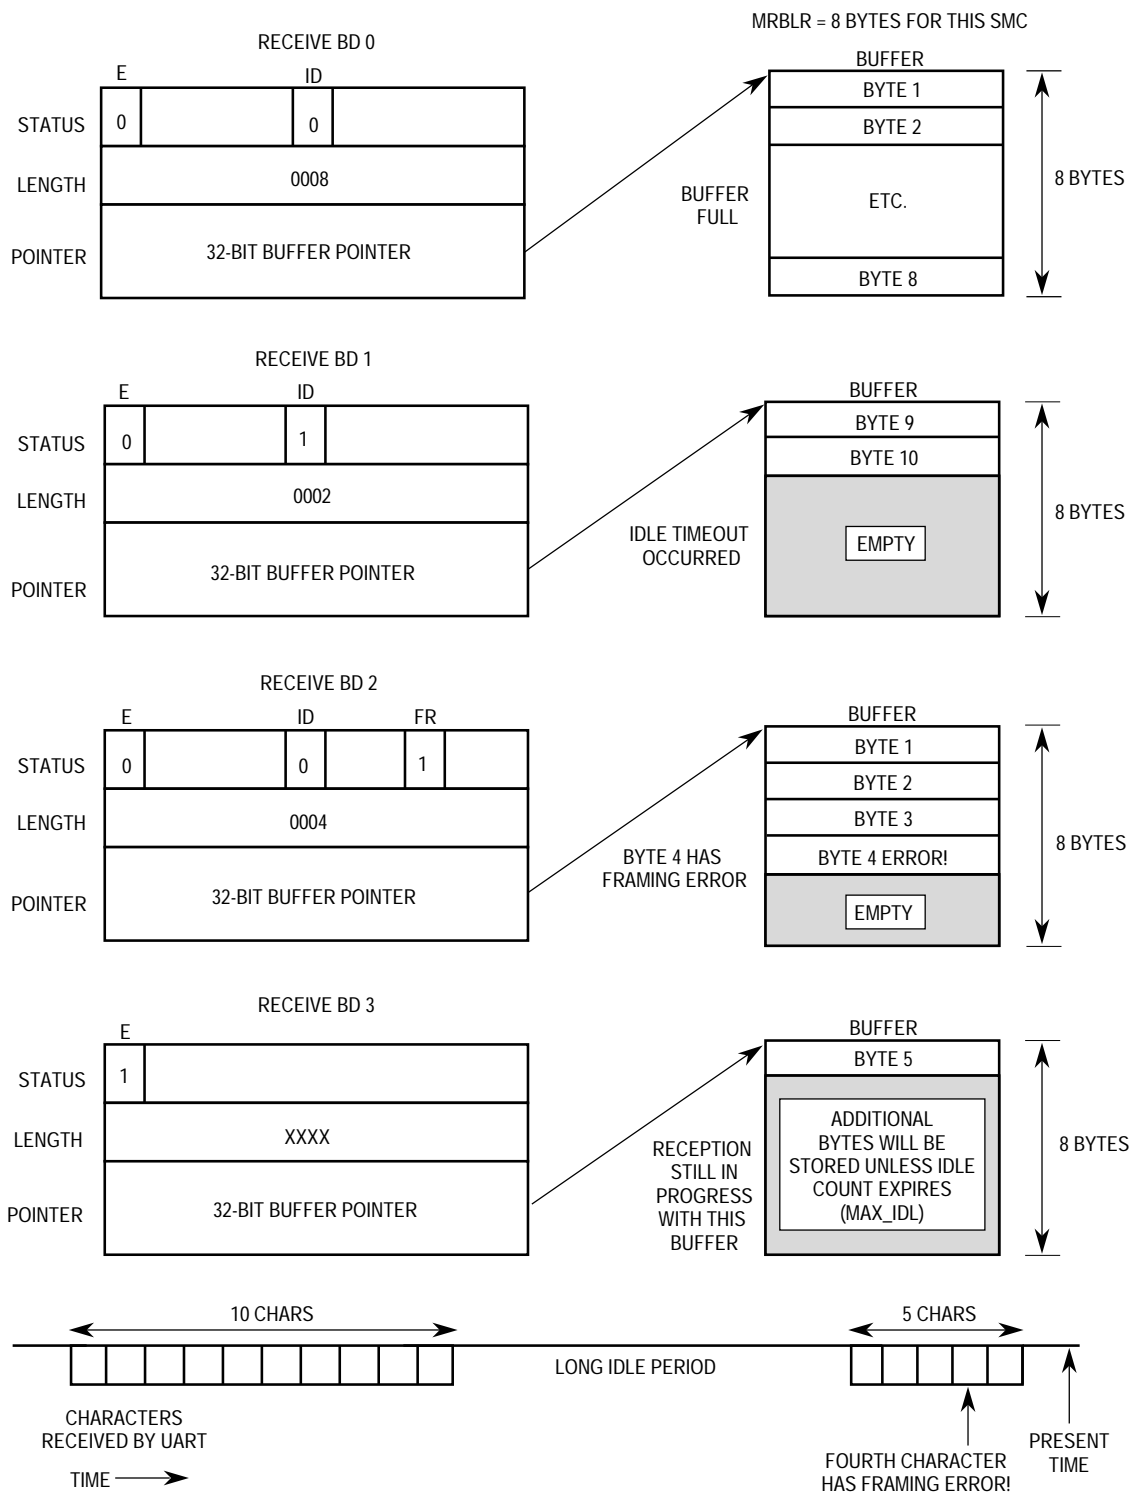 MRBLR = 8 BYTES FOR THIS SMC
RECEIVE BD 0
E
ID
STATUS
0
0
LENGTH
0008
POINTER
32-BIT BUFFER POINTER
BUFFER
FULL
BUFFER
BYTE 1
BYTE 2
ETC.
BYTE 8
8 BYTES
RECEIVE BD 1
E
ID
STATUS
0
1
LENGTH
0002
POINTER
32-BIT BUFFER POINTER
IDLE TIMEOUT
OCCURRED
BUFFER
BYTE 9
BYTE 10
EMPTY
8 BYTES
RECEIVE BD 2
E
ID
FR
STATUS
0
0
1
LENGTH
0004
POINTER
32-BIT BUFFER POINTER
BYTE 4 HAS
FRAMING ERROR
BUFFER
BYTE 1
BYTE 2
BYTE 3
BYTE 4 ERROR!
EMPTY
8 BYTES
RECEIVE BD 3
E
STATUS
1
LENGTH
XXXX
POINTER
32-BIT BUFFER POINTER
RECEPTION
STILL IN
PROGRESS
WITH THIS
BUFFER
BUFFER
BYTE 5
ADDITIONAL
BYTES WILL BE
STORED UNLESS IDLE
COUNT EXPIRES
(MAX_IDL)
8 BYTES
10 CHARS
5 CHARS
LONG IDLE PERIOD
CHARACTERS
RECEIVED BY UART
TIME
FOURTH CHARACTER
HAS FRAMING ERROR!
PRESENT
TIME